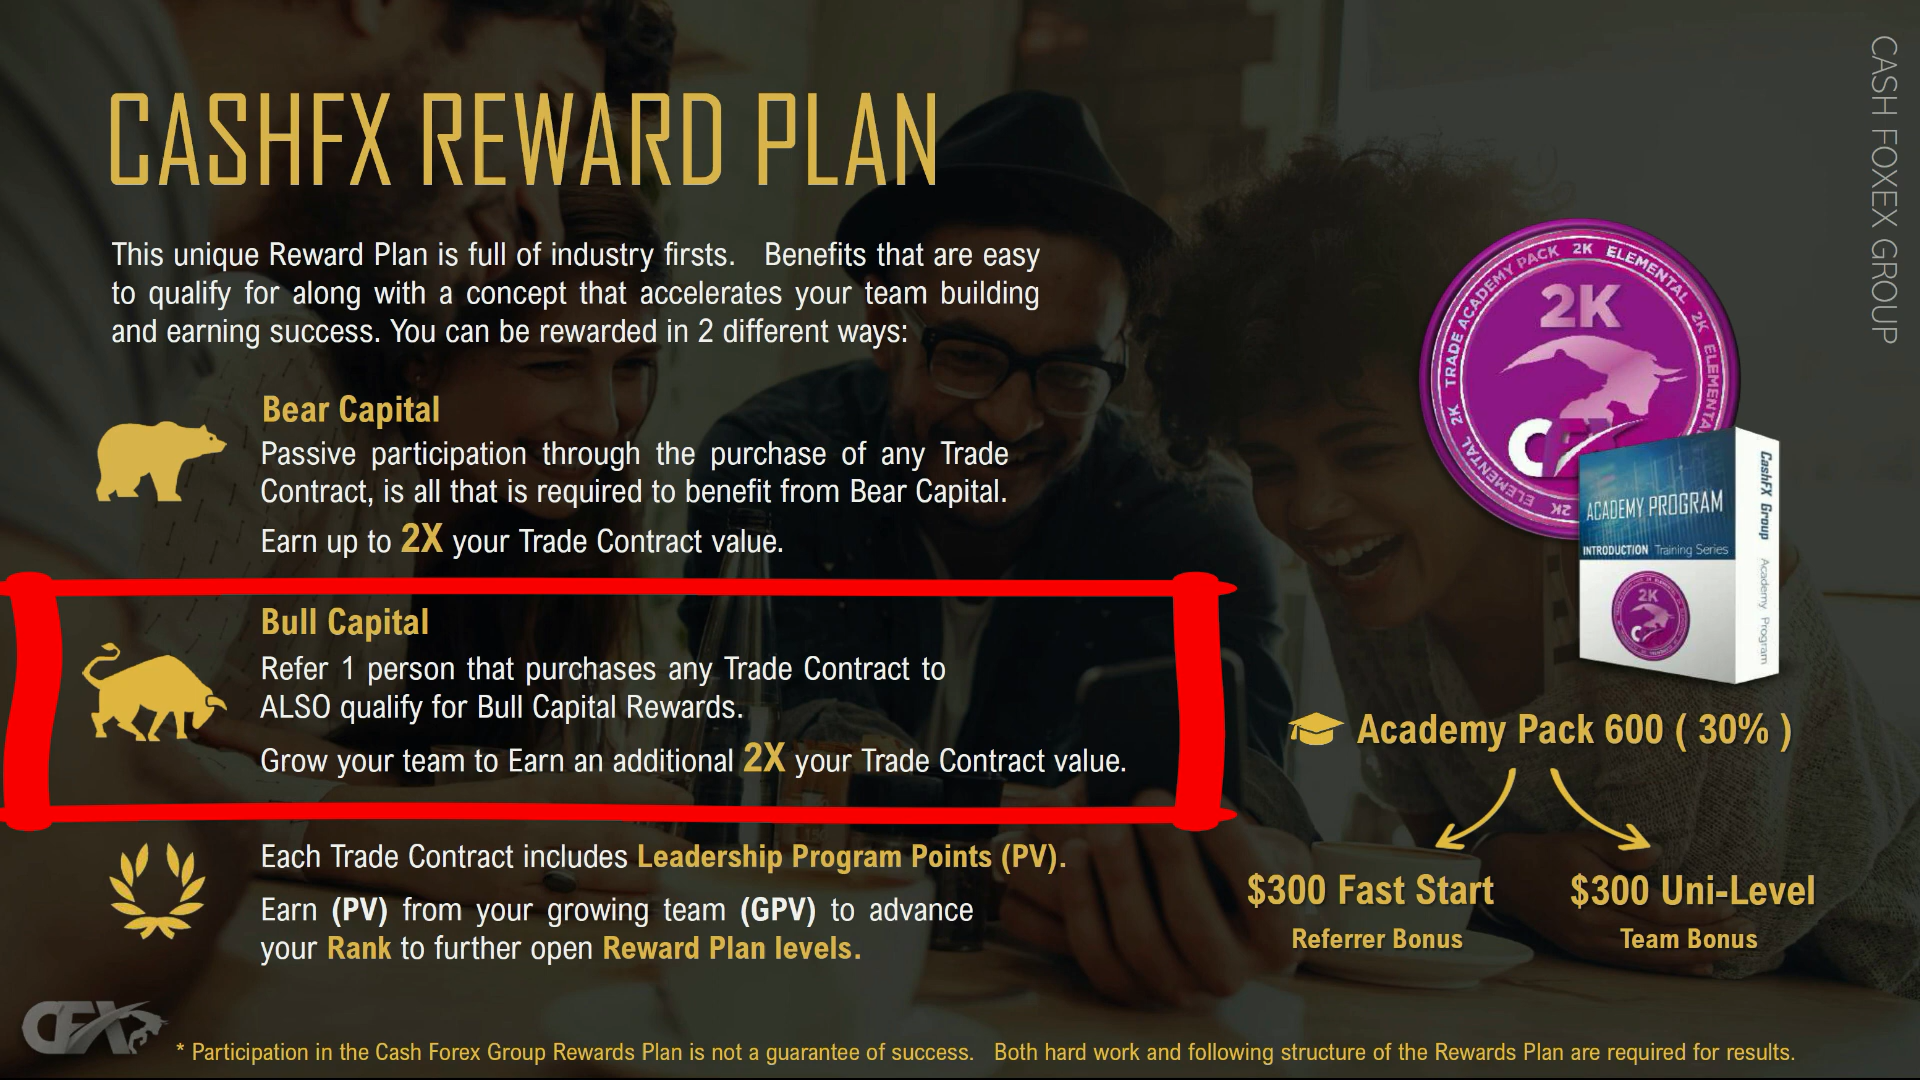 CASHFX REWARD PLAN
This unique Reward Plan is full of industry firsts. Benefits that are easy
to qualify for along with a concept that accelerates your team building
and earning success. You can be rewarded in 2 different ways:
Bear Capital
Passive participation through the purchase of any Trade
Contract, is all that is required to benefit from Bear Capital.
Earn up to 2X your Trade Contract value.
Bull Capital
Refer 1 person that purchases any Trade Contract to
ALSO qualify for Bull Capital Rewards.
Grow your team to Earn an additional 2X your Trade Contract value.
Each Trade Contract includes Leadership Program Points (PV).
Earn (PV) from your growing team (GPV) to advance
your Rank to further open Reward Plan levels.
CASH FOXEX GROUP
TRADE ACADEMY PACK 2K ELEMENTAL 2K ELEMENTAL 2K ELEMENTAL 2K
2K
CFX
ACADEMY PROGRAM
INTRODUCTION Training Series
2K
CashFX Group Academy Program
Academy Pack 600 ( 30% )
$300 Fast Start
Referrer Bonus
$300 Uni-Level
Team Bonus
CFX
* Participation in the Cash Forex Group Rewards Plan is not a guarantee of success. Both hard work and following structure of the Rewards Plan are required for results.